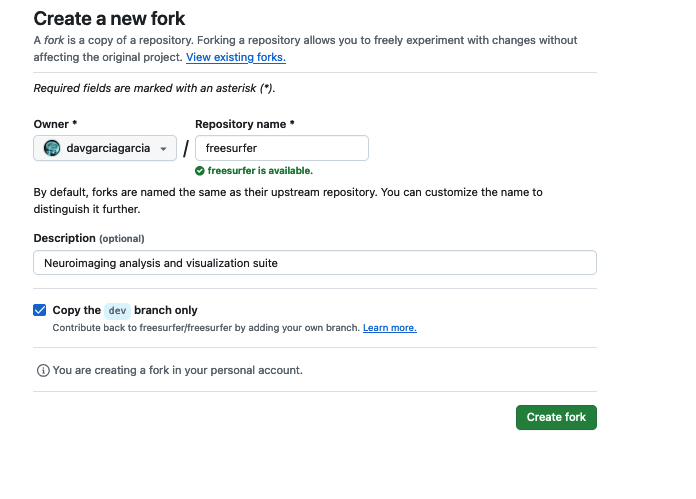 Create a new fork
A fork is a copy of a repository. Forking a repository allows you to freely experiment with changes without
affecting the original project. View existing forks.
Required fields are marked with an asterisk (*).
Owner * Repository name *
davgarciagarcia / freesurfer
freesurfer is available.
By default, forks are named the same as their upstream repository. You can customize the name to
distinguish it further.
Description (optional)
Neuroimaging analysis and visualization suite
Copy the dev branch only
Contribute back to freesurfer/freesurfer by adding your own branch. Learn more.
You are creating a fork in your personal account.
Create fork